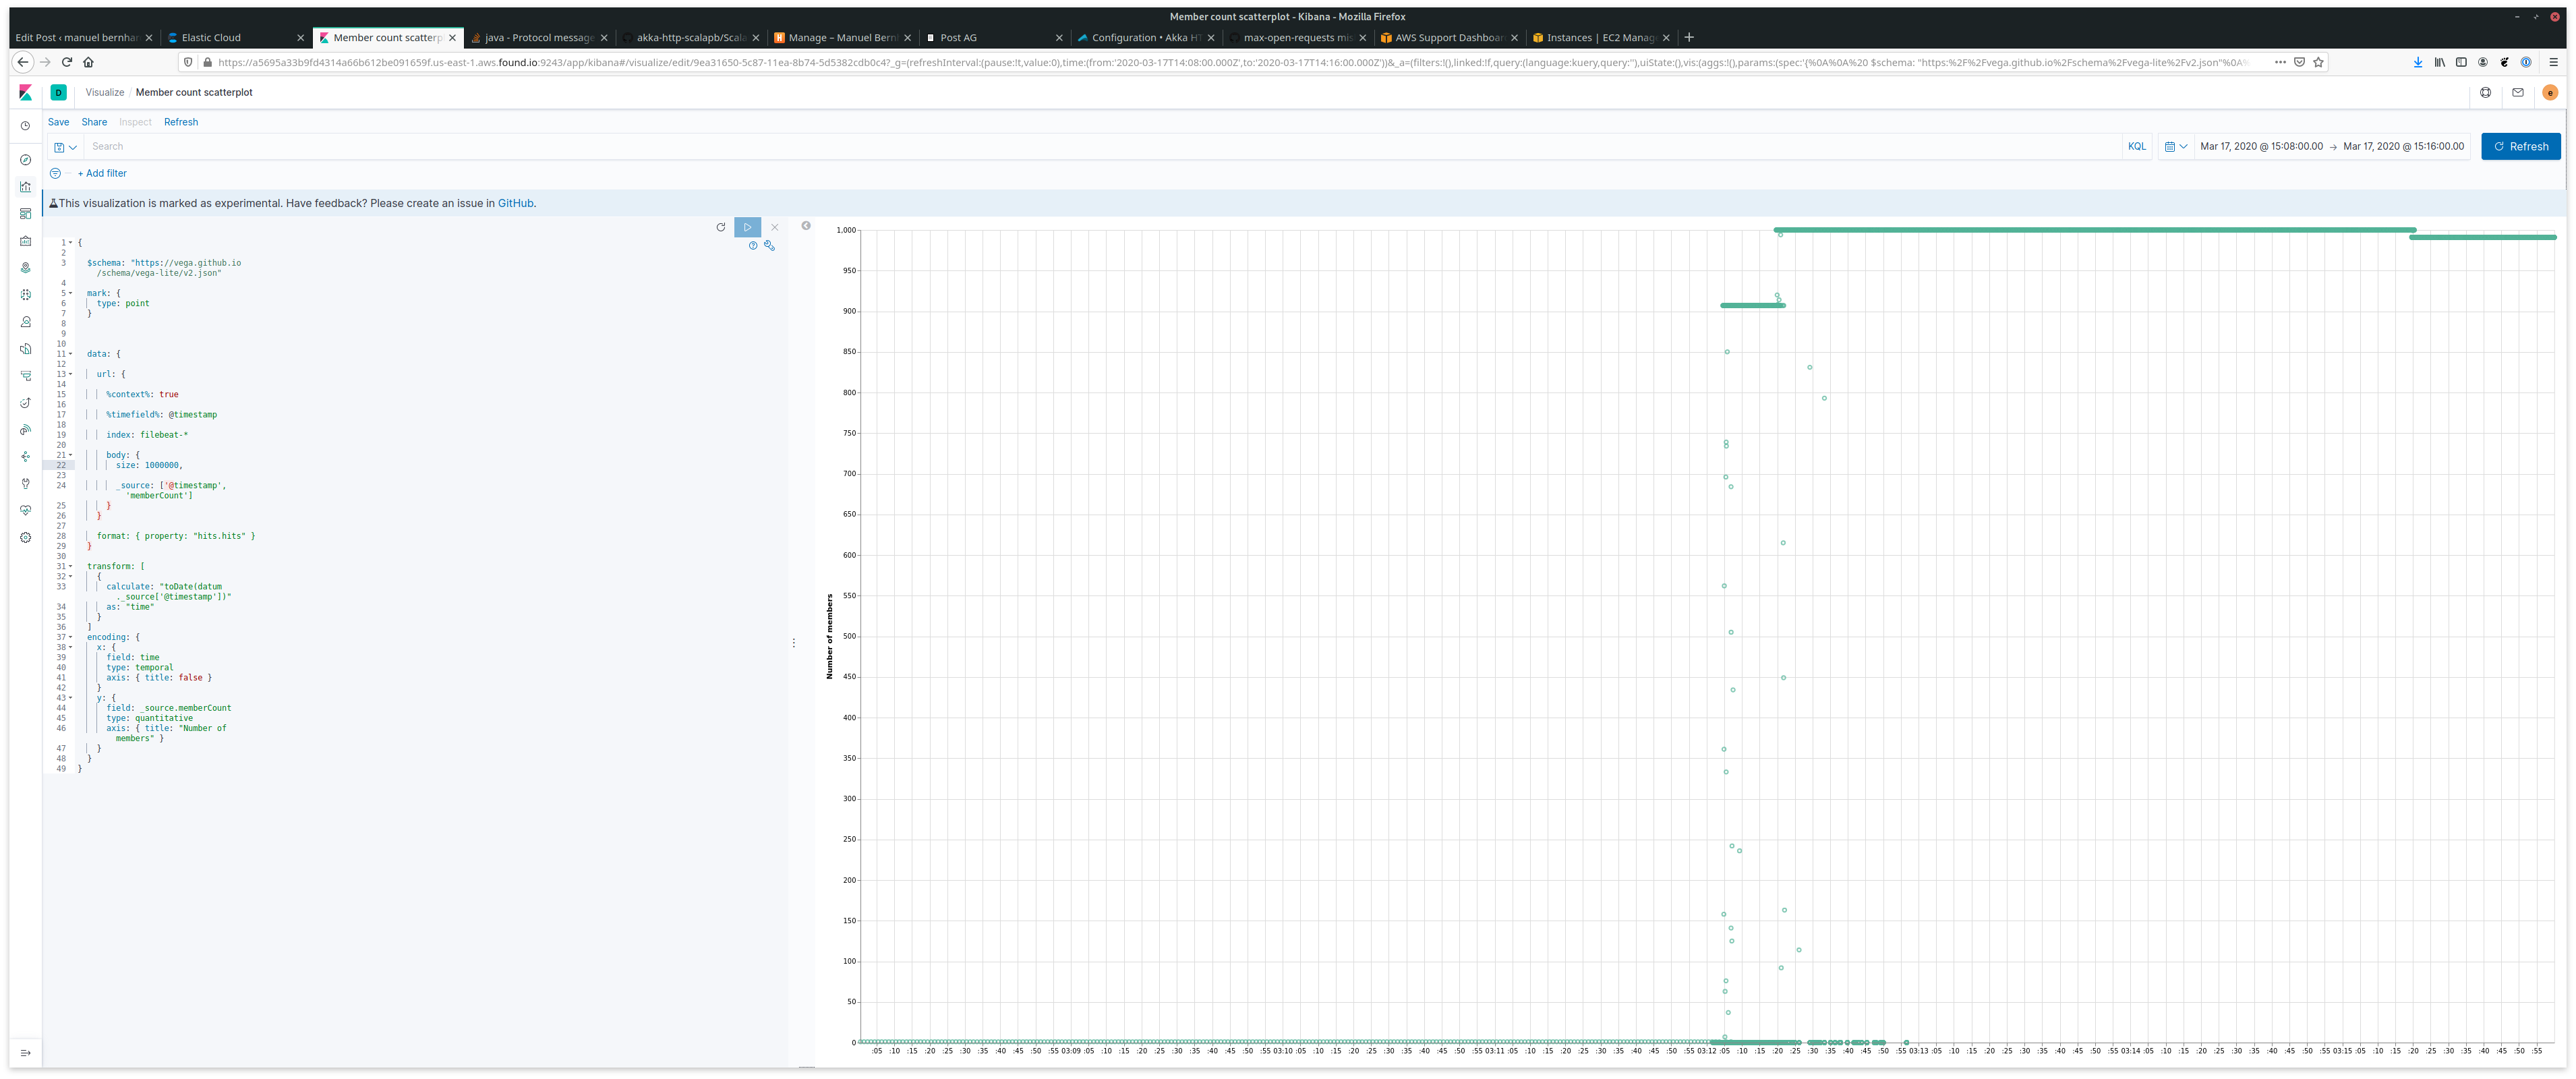 Member count scatterplot - Kibana - Mozilla Firefox
Edit Post ‹ manuel bernhar
Elastic Cloud
Member count scatterp
java - Protocol message
akka-http-scalapb/Scala
Manage – Manuel Bern
Post AG
Configuration • Akka HT
max-open-requests mis
AWS Support Dashboar
Instances | EC2 Manag
https://a5695a33b9fd4314a66b612be091659f.us-east-1.aws.found.io:9243/app/kibana#/visualize/edit/9ea31650-5c87-11ea-8b74-5d5382cdb0c4?_g=(refreshInterval:(pause:!t,value:0),time:(from:'2020-03-17T14:08:00.000Z',to:'2020-03-17T14:16:00.000Z'))&_a=(filters:!(),linked:!f,query:(language:kuery,query:''),uiState:(),vis:(aggs:!(),params:(spec:'{%0A%0A%20 $schema: "https:%2F%2Fvega.github.io%2Fschema%2Fvega-lite%2Fv2.json"%0A%
D
Visualize / Member count scatterplot
e
Save Share Inspect Refresh
Search
KQL
Mar 17, 2020 @ 15:08:00.00 → Mar 17, 2020 @ 15:16:00.00
Refresh
+ Add filter
This visualization is marked as experimental. Have feedback? Please create an issue in GitHub.
1 {
2
3 $schema: "https://vega.github.io
/schema/vega-lite/v2.json"
4
5 mark: {
6 type: point
7 }
8
9
10
11 data: {
12
13 url: {
14
15 %context%: true
16
17 %timefield%: @timestamp
18
19 index: filebeat-*
20
21 body: {
22 size: 1000000,
23
24 _source: ['@timestamp',
'memberCount']
25 }
26 }
27
28 format: { property: "hits.hits" }
29 }
30
31 transform: [
32 {
33 calculate: "toDate(datum
._source['@timestamp'])"
34 as: "time"
35 }
36 ]
37 encoding: {
38 x: {
39 field: time
40 type: temporal
41 axis: { title: false }
42 }
43 y: {
44 field: _source.memberCount
45 type: quantitative
46 axis: { title: "Number of
members" }
47 }
48 }
49 }
Number of members
1,000
950
900
850
800
750
700
650
600
550
500
450
400
350
300
250
200
150
100
50
0
:05 :10 :15 :20 :25 :30 :35 :40 :45 :50 :55 03:09 :05 :10 :15 :20 :25 :30 :35 :40 :45 :50 :55 03:10 :05 :10 :15 :20 :25 :30 :35 :40 :45 :50 :55 03:11 :05 :10 :15 :20 :25 :30 :35 :40 :45 :50 :55 03:12 :05 :10 :15 :20 :25 :30 :35 :40 :45 :50 :55 03:13 :05 :10 :15 :20 :25 :30 :35 :40 :45 :50 :55 03:14 :05 :10 :15 :20 :25 :30 :35 :40 :45 :50 :55 03:15 :05 :10 :15 :20 :25 :30 :35 :40 :45 :50 :55